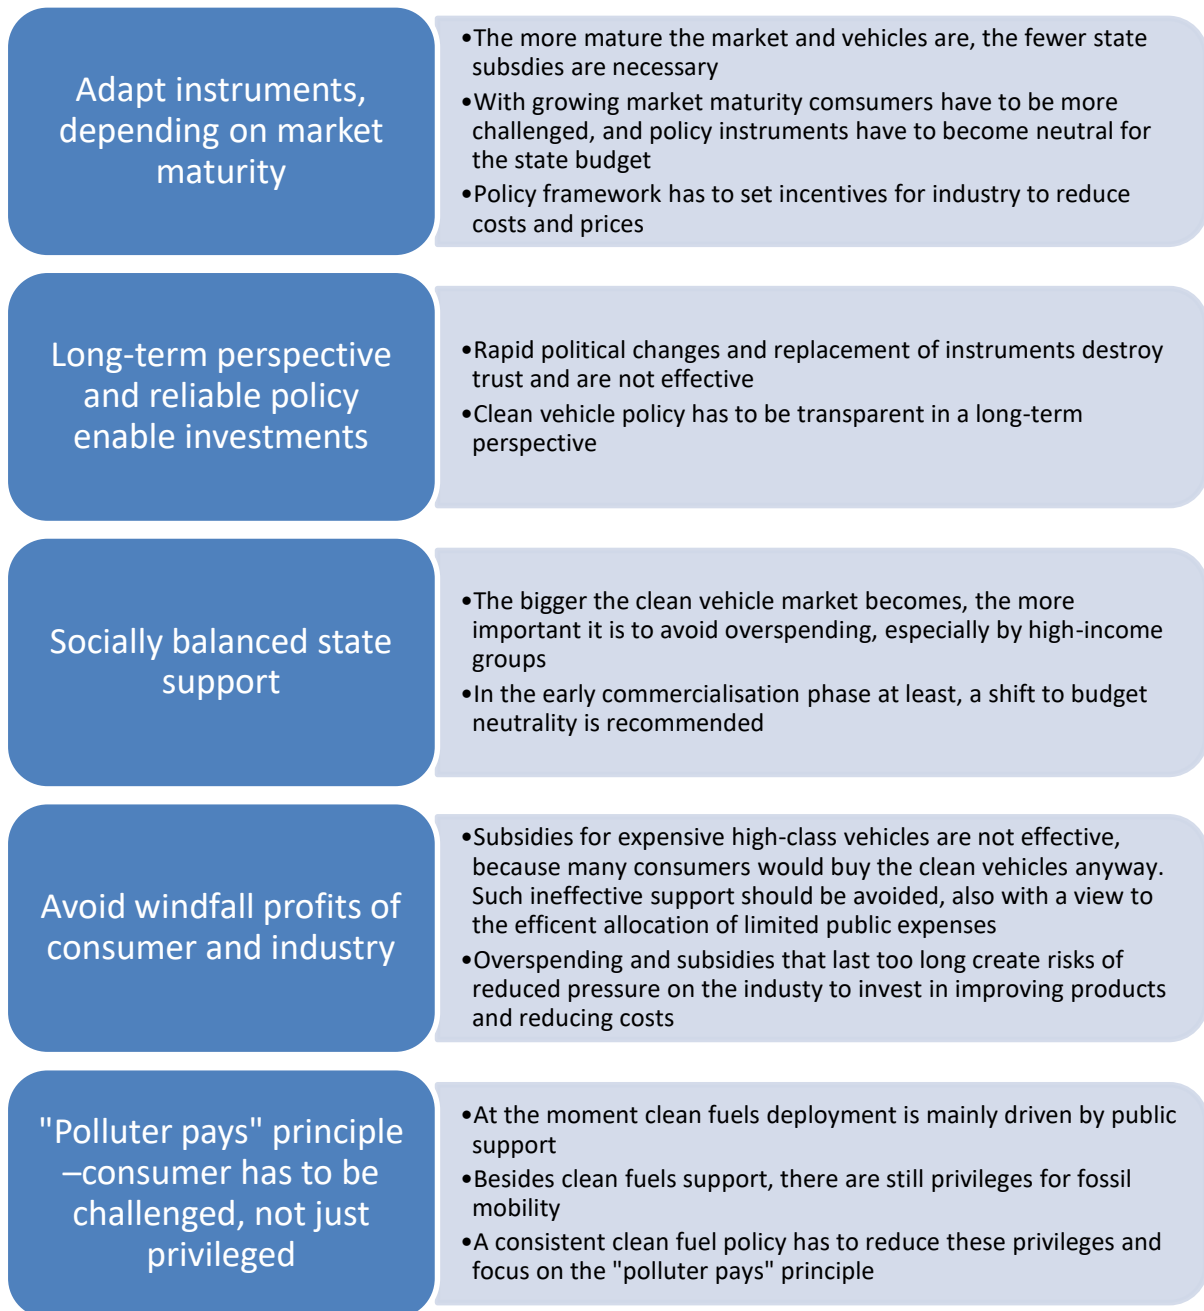 Adapt instruments,
depending on market
maturity
•The more mature the market and vehicles are, the fewer state
subsdies are necessary
•With growing market maturity comsumers have to be more
challenged, and policy instruments have to become neutral for
the state budget
•Policy framework has to set incentives for industry to reduce
costs and prices
Long-term perspective
and reliable policy
enable investments
•Rapid political changes and replacement of instruments destroy
trust and are not effective
•Clean vehicle policy has to be transparent in a long-term
perspective
Socially balanced state
support
•The bigger the clean vehicle market becomes, the more
important it is to avoid overspending, especially by high-income
groups
•In the early commercialisation phase at least, a shift to budget
neutrality is recommended
Avoid windfall profits of
consumer and industry
•Subsidies for expensive high-class vehicles are not effective,
because many consumers would buy the clean vehicles anyway.
Such ineffective support should be avoided, also with a view to
the efficent allocation of limited public expenses
•Overspending and subsidies that last too long create risks of
reduced pressure on the industy to invest in improving products
and reducing costs
"Polluter pays" principle
–consumer has to be
challenged, not just
privileged
•At the moment clean fuels deployment is mainly driven by public
support
•Besides clean fuels support, there are still privileges for fossil
mobility
•A consistent clean fuel policy has to reduce these privileges and
focus on the "polluter pays" principle